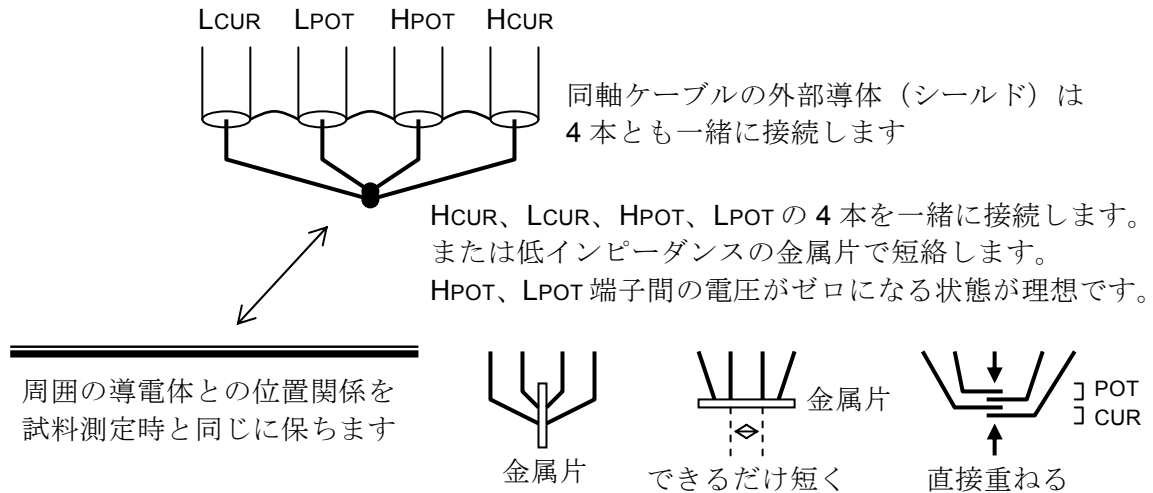 LCUR LPOT HPOT HCUR
同軸ケーブルの外部導体（シールド）は
4本とも一緒に接続します
HCUR、LCUR、HPOT、LPOT の 4 本を一緒に接続します。
または低インピーダンスの金属片で短絡します。
HPOT、LPOT 端子間の電圧がゼロになる状態が理想です。
周囲の導電体との位置関係を
試料測定時と同じに保ちます
金属片
金属片
できるだけ短く
POT
CUR
直接重ねる